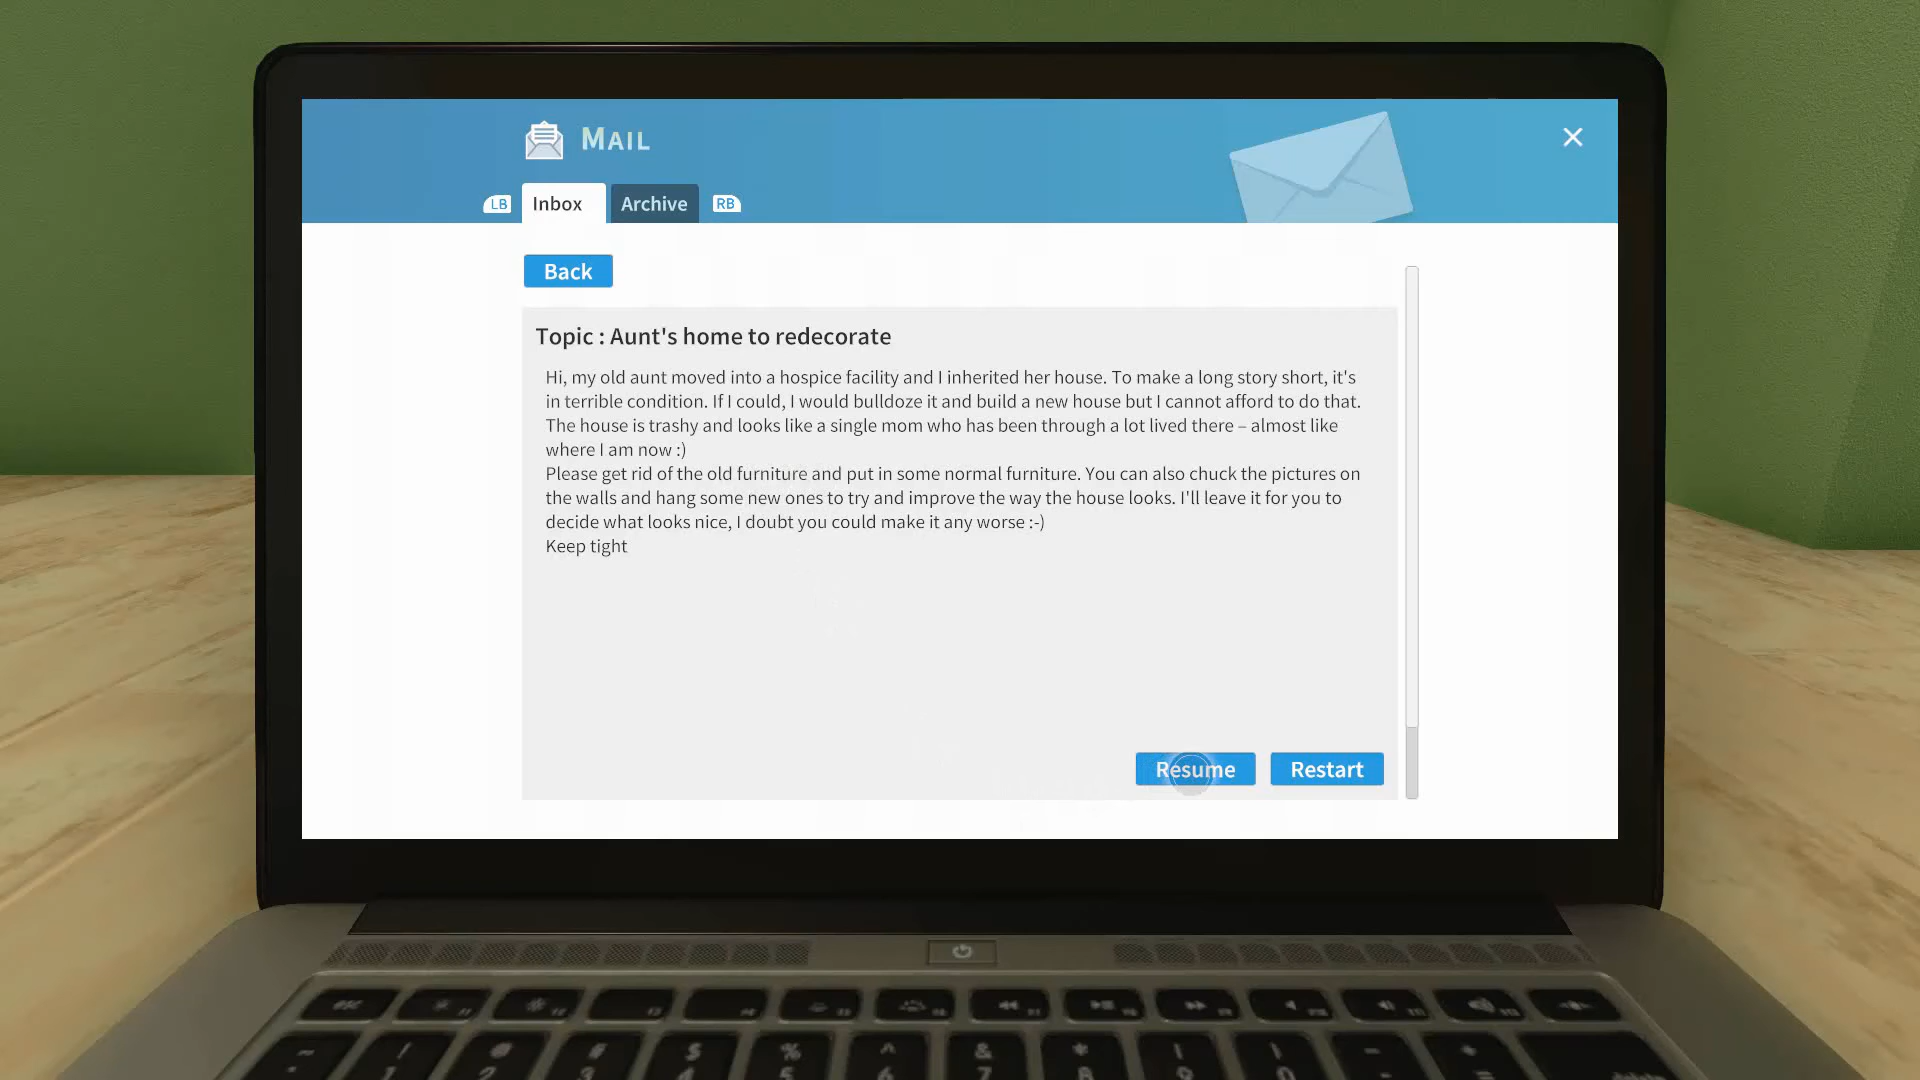 MAIL
LB Inbox Archive RB
Back
Topic : Aunt's home to redecorate
Hi, my old aunt moved into a hospice facility and I inherited her house. To make a long story short, it's
in terrible condition. If I could, I would bulldoze it and build a new house but I cannot afford to do that.
The house is trashy and looks like a single mom who has been through a lot lived there – almost like
where I am now :)
Please get rid of the old furniture and put in some normal furniture. You can also chuck the pictures on
the walls and hang some new ones to try and improve the way the house looks. I'll leave it for you to
decide what looks nice, I doubt you could make it any worse :-)
Keep tight
Resume Restart